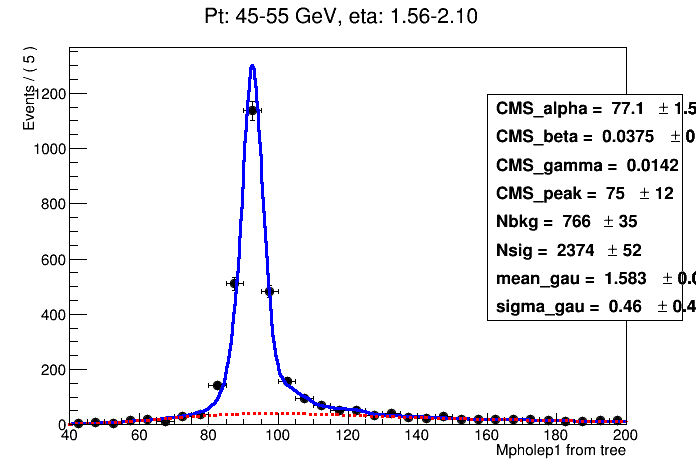 Pt: 45-55 GeV, eta: 1.56-2.10
Events / ( 5 )
1200
1000
800
600
400
200
0
40 60 80 100 120 140 160 180 200
Mpholep1 from tree
CMS_alpha = 77.1 ± 1.5
CMS_beta = 0.0375 ± 0
CMS_gamma = 0.0142
CMS_peak = 75 ± 12
Nbkg = 766 ± 35
Nsig = 2374 ± 52
mean_gau = 1.583 ± 0.0
sigma_gau = 0.46 ± 0.4